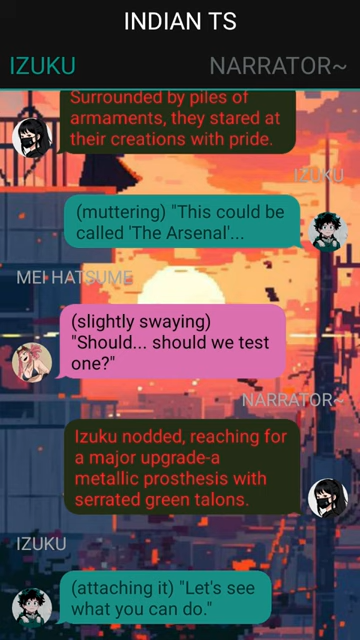 INDIAN TS
IZUKU
NARRATOR~
Surrounded by piles of
armaments, they stared at
their creations with pride.
IZUKU
(muttering) "This could be
called 'The Arsenal'...
MEI HATSUME
(slightly swaying)
"Should... should we test
one?"
NARRATOR~
Izuku nodded, reaching for
a major upgrade-a
metallic prosthesis with
serrated green talons.
IZUKU
(attaching it) "Let's see
what you can do."